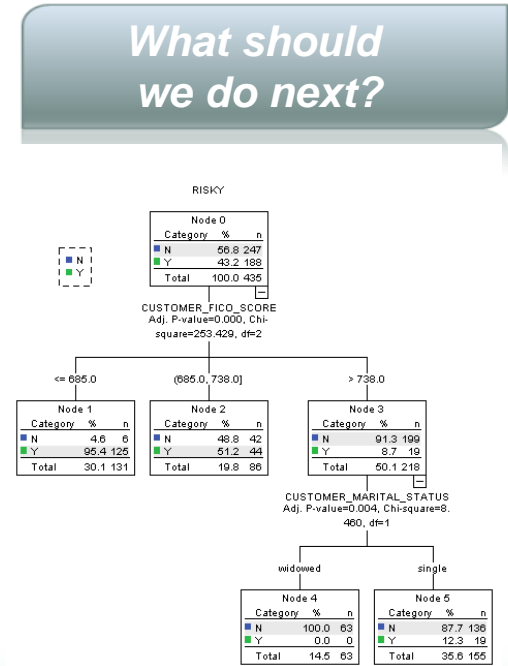 What should
we do next?
RISKY
N
Y
Node 0
Category % n
N 56.8 247
Y 43.2 188
Total 100.0 435
CUSTOMER_FICO_SCORE
Adj. P-value=0.000, Chi-
square=253.429, df=2
<= 685.0
(685.0, 738.0]
> 738.0
Node 1
Category % n
N 4.6 6
Y 95.4 125
Total 30.1 131
Node 2
Category % n
N 48.8 42
Y 51.2 44
Total 19.8 86
Node 3
Category % n
N 91.3 199
Y 8.7 19
Total 50.1 218
CUSTOMER_MARITAL_STATUS
Adj. P-value=0.004, Chi-square=8.
460, df=1
widowed
single
Node 4
Category % n
N 100.0 63
Y 0.0 0
Total 14.5 63
Node 5
Category % n
N 87.7 136
Y 12.3 19
Total 35.6 155